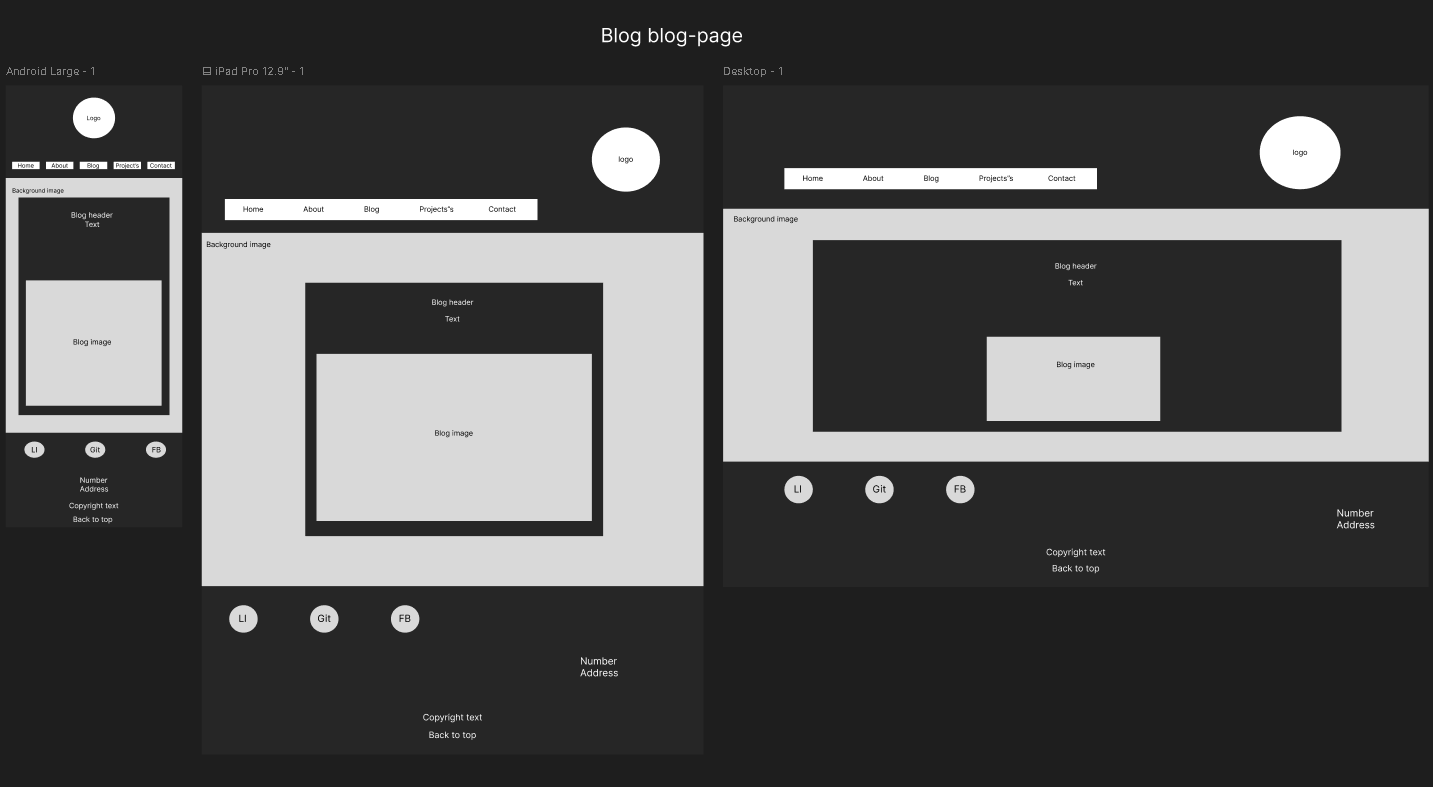 Blog blog-page
Android Large - 1
Logo
Home About Blog Project's Contact
Background image
Blog header
Text
Blog image
LI Git FB
Number
Address
Copyright text
Back to top
iPad Pro 12.9" - 1
logo
Home About Blog Projects"s Contact
Background image
Blog header
Text
Blog image
LI Git FB
Number
Address
Copyright text
Back to top
Desktop - 1
logo
Home About Blog Projects"s Contact
Background image
Blog header
Text
Blog image
LI Git FB
Number
Address
Copyright text
Back to top